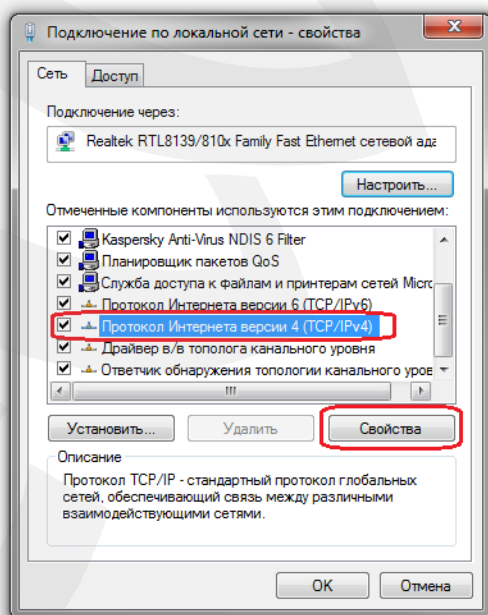 Подключение по локальной сети - свойства
Сеть
Доступ
Подключение через:
Realtek RTL8139/810x Family Fast Ethernet сетевой ада
Настроить...
Отмеченные компоненты используются этим подключением:
Kaspersky Anti-Virus NDIS 6 Filter
Планировщик пакетов QoS
Служба доступа к файлам и принтерам сетей Micro
Протокол Интернета версии 6 (TCP/IPv6)
Протокол Интернета версии 4 (TCP/IPv4)
Драйвер в/в тополога канального уровня
Ответчик обнаружения топологии канального уров
Установить...
Удалить
Свойства
Описание
Протокол TCP/IP - стандартный протокол глобальных
сетей, обеспечивающий связь между различными
взаимодействующими сетями.
OK
Отмена